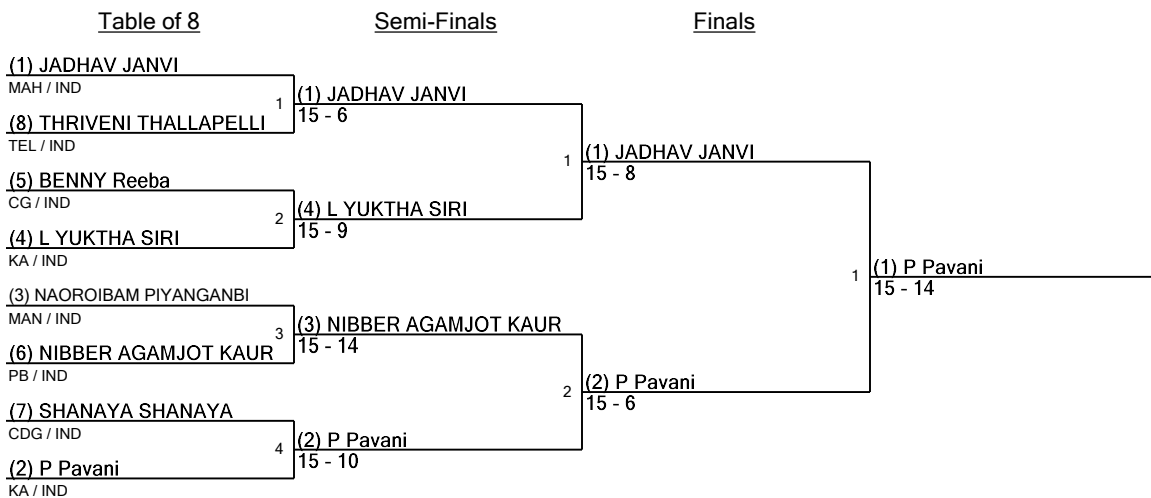 Table of 8
Semi-Finals
Finals
(1) JADHAV JANVI
MAH / IND
1
(8) THRIVENI THALLAPELLI
TEL / IND
(5) BENNY Reeba
CG / IND
2
(4) L YUKTHA SIRI
KA / IND
(3) NAOROIBAM PIYANGANBI
MAN / IND
3
(6) NIBBER AGAMJOT KAUR
PB / IND
(7) SHANAYA SHANAYA
CDG / IND
4
(2) P Pavani
KA / IND
(1) JADHAV JANVI
15 - 6
1
(4) L YUKTHA SIRI
15 - 9
(3) NIBBER AGAMJOT KAUR
15 - 14
2
(2) P Pavani
15 - 10
(1) JADHAV JANVI
15 - 8
1
(2) P Pavani
15 - 6
(1) P Pavani
15 - 14